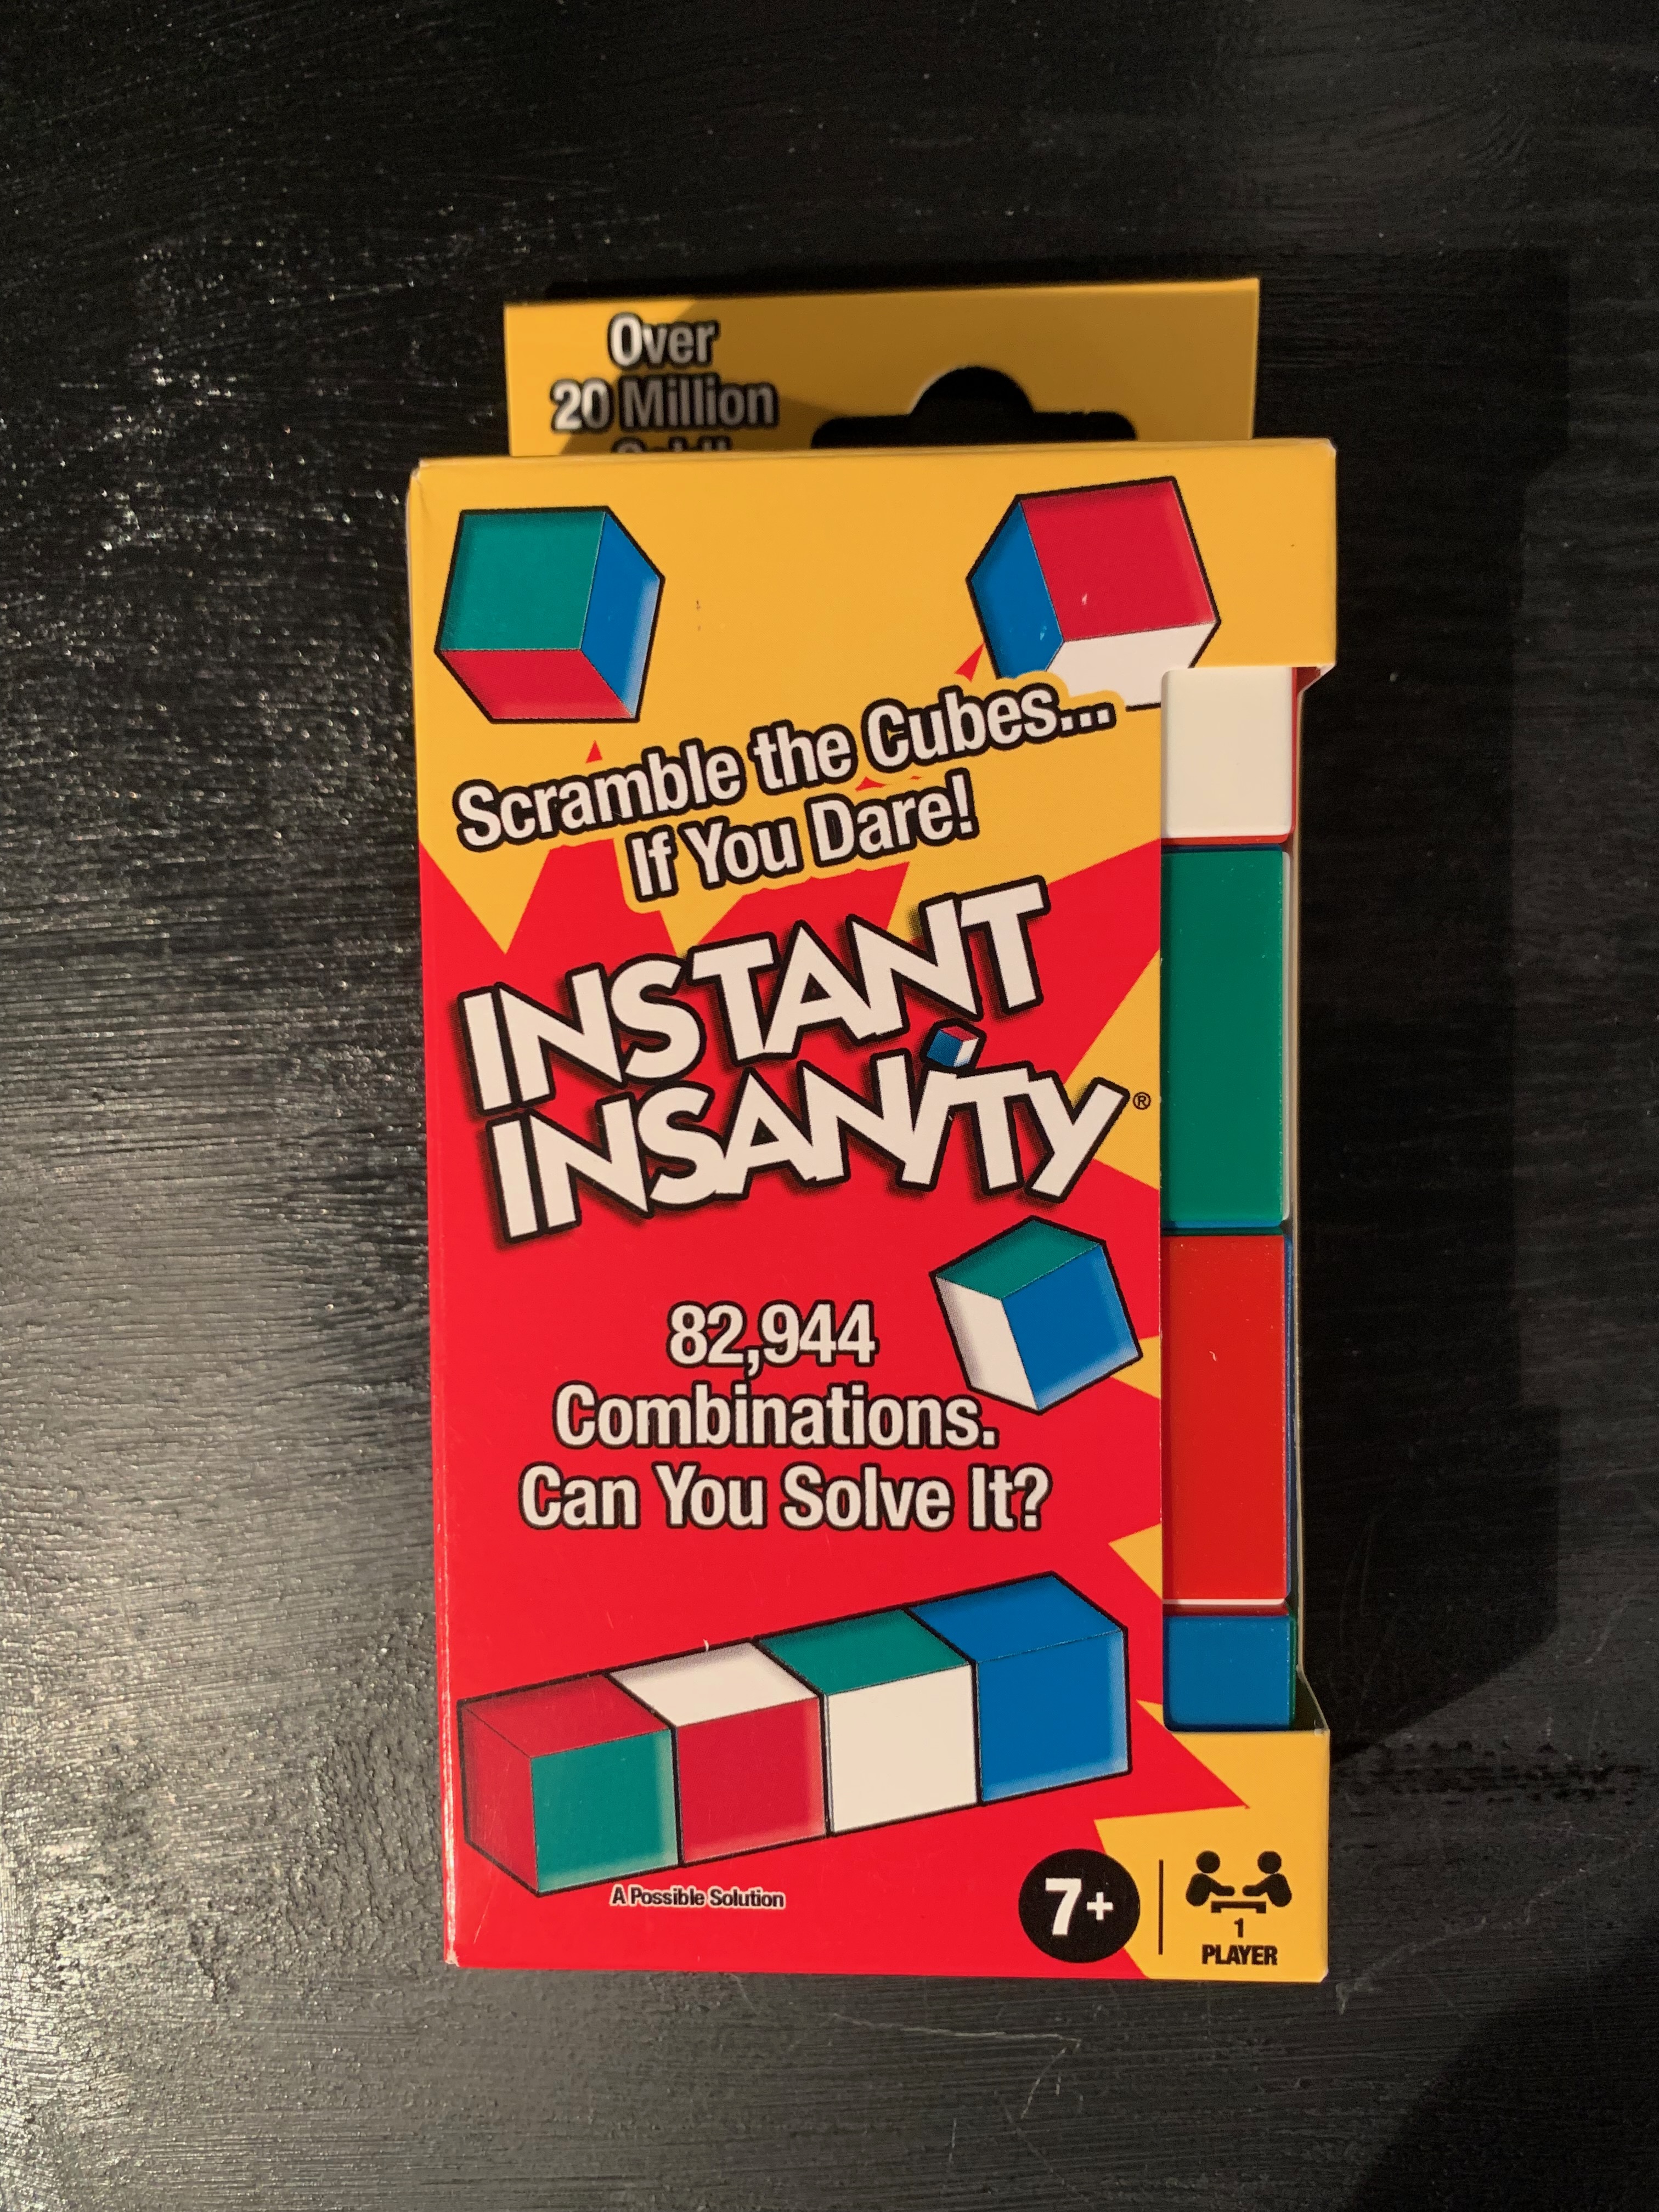 Over
20 Million
Scramble the Cubes...
If You Dare!
INSTANT
INSANITY®
82,944
Combinations.
Can You Solve It?
A Possible Solution
7+
1
PLAYER